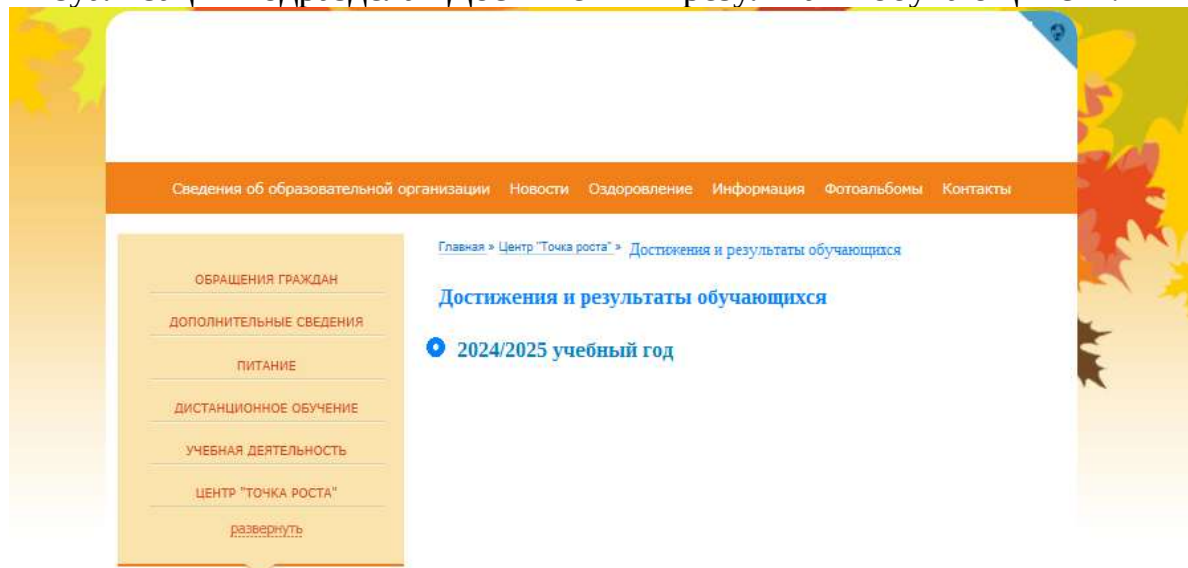 Сведения об образовательной организации Новости Оздоровление Информация Фотоальбомы Контакты
Главная » Центр "Точка роста" » Достижения и результаты обучающихся
ОБРАЩЕНИЯ ГРАЖДАН
ДОПОЛНИТЕЛЬНЫЕ СВЕДЕНИЯ
ПИТАНИЕ
ДИСТАНЦИОННОЕ ОБУЧЕНИЕ
УЧЕБНАЯ ДЕЯТЕЛЬНОСТЬ
ЦЕНТР "ТОЧКА РОСТА"
развернуть
Достижения и результаты обучающихся
2024/2025 учебный год